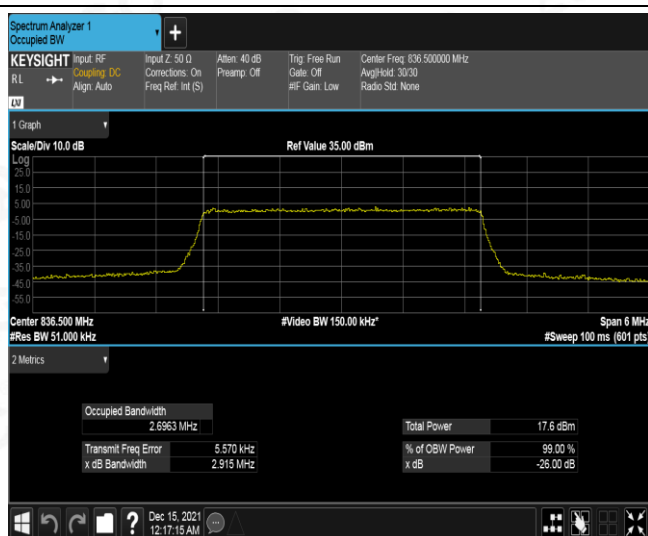 Spectrum Analyzer 1
Occupied BW
+
KEYSIGHT
RL
LXI
Input: RF
Coupling: DC
Align: Auto
Input Z: 50 Ω
Corrections: On
Freq Ref: Int (S)
Atten: 40 dB
Preamp: Off
Trig: Free Run
Gate: Off
#IF Gain: Low
Center Freq: 836.500000 MHz
Avg|Hold: 30/30
Radio Std: None
1 Graph
Scale/Div 10.0 dB
Ref Value 35.00 dBm
Log
25.0
15.0
5.00
-5.00
-15.0
-25.0
-35.0
-45.0
-55.0
Center 836.500 MHz
#Video BW 150.00 kHz*
Span 6 MHz
#Res BW 51.000 kHz
#Sweep 100 ms (601 pts)
2 Metrics
Occupied Bandwidth
2.6963 MHz
Total Power 17.6 dBm
Transmit Freq Error 5.570 kHz
% of OBW Power 99.00 %
x dB Bandwidth 2.915 MHz
x dB -26.00 dB
?
Dec 15, 2021
12:17:15 AM